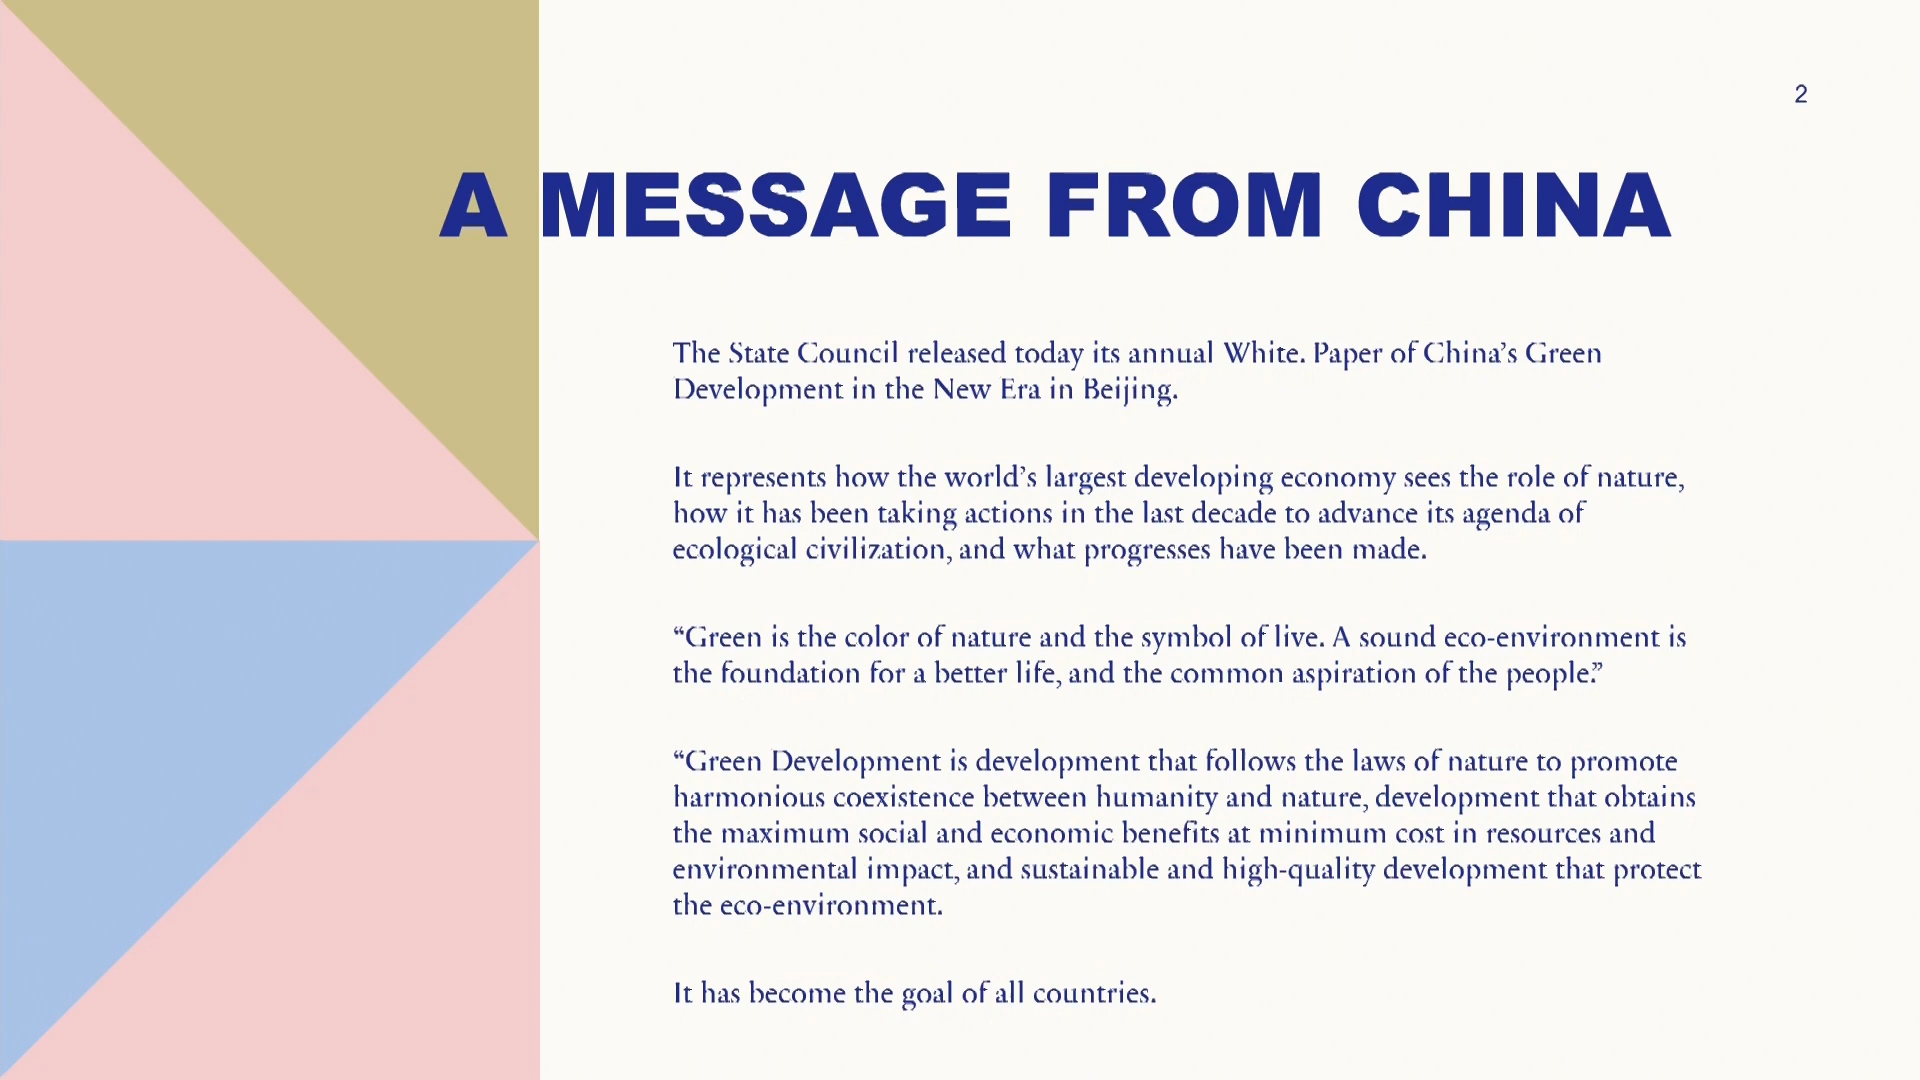 2
A MESSAGE FROM CHINA
The State Council released today its annual White. Paper of China’s Green
Development in the New Era in Beijing.
It represents how the world’s largest developing economy sees the role of nature,
how it has been taking actions in the last decade to advance its agenda of
ecological civilization, and what progresses have been made.
“Green is the color of nature and the symbol of live. A sound eco-environment is
the foundation for a better life, and the common aspiration of the people.”
“Green Development is development that follows the laws of nature to promote
harmonious coexistence between humanity and nature, development that obtains
the maximum social and economic benefits at minimum cost in resources and
environmental impact, and sustainable and high-quality development that protect
the eco-environment.
It has become the goal of all countries.